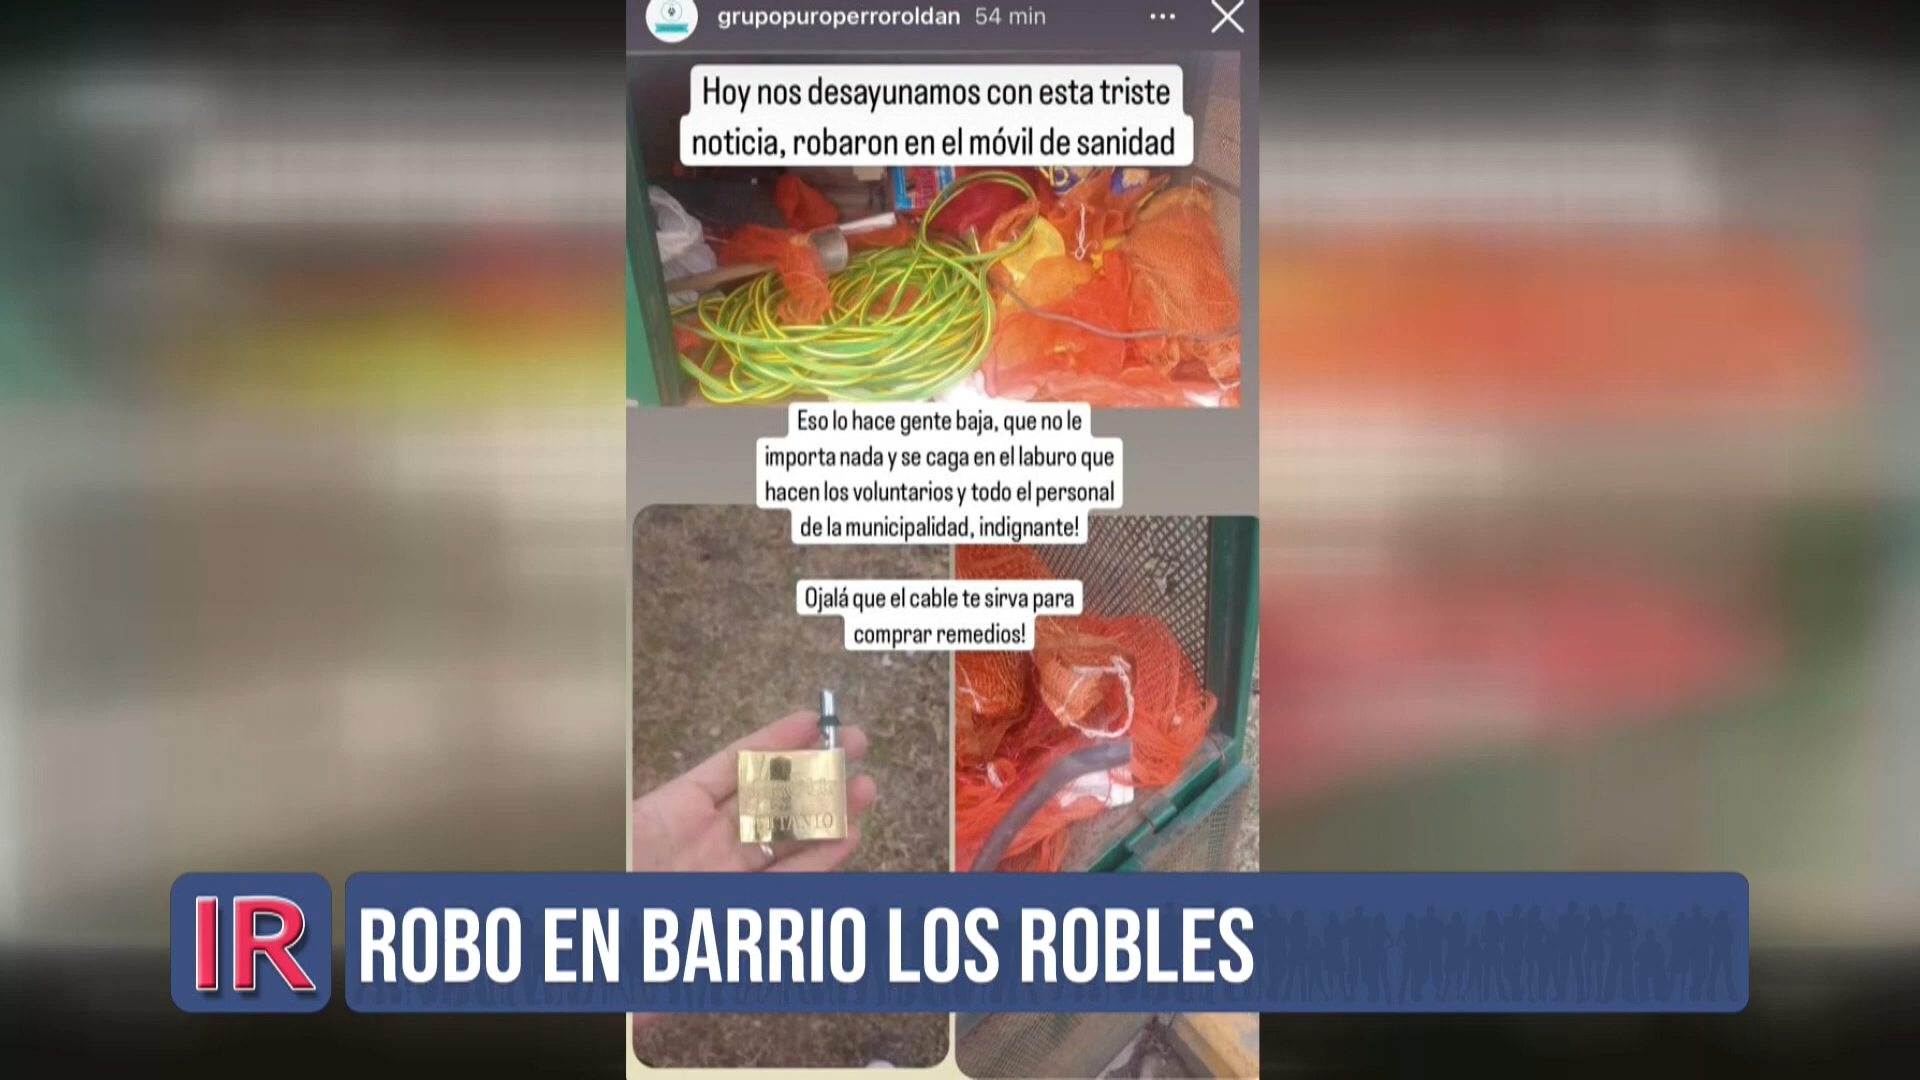 grupopuroperroroldan 54 min
Hoy nos desayunamos con esta triste
noticia, robaron en el móvil de sanidad
Eso lo hace gente baja, que no le
importa nada y se caga en el laburo que
hacen los voluntarios y todo el personal
de la municipalidad, indignante!
Ojalá que el cable te sirva para
comprar remedios!
IR
ROBO EN BARRIO LOS ROBLES